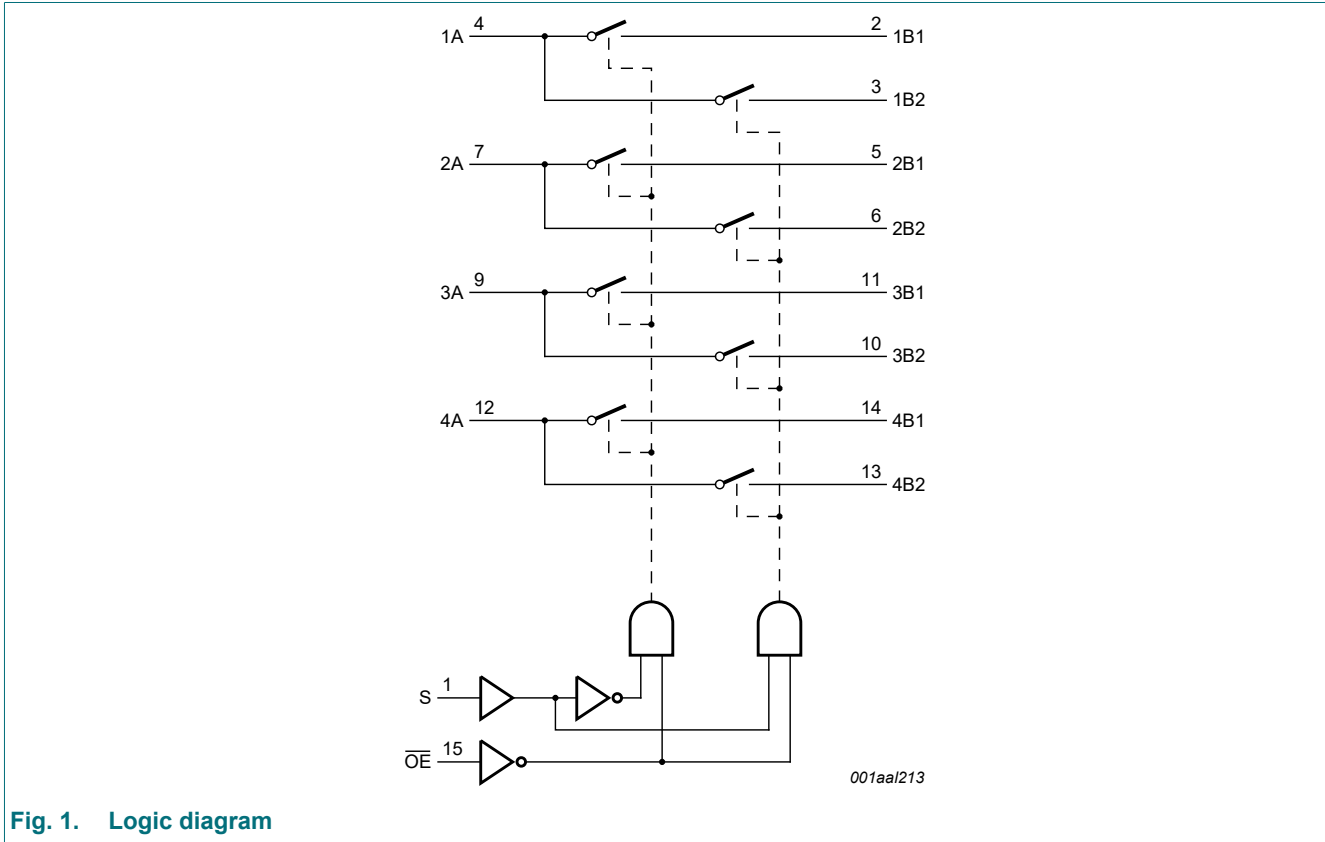 1A 4 2 1B1
3 1B2
2A 7 5 2B1
6 2B2
3A 9 11 3B1
10 3B2
4A 12 14 4B1
13 4B2
S 1
O̅E̅ 15
001aal213
Fig. 1. Logic diagram